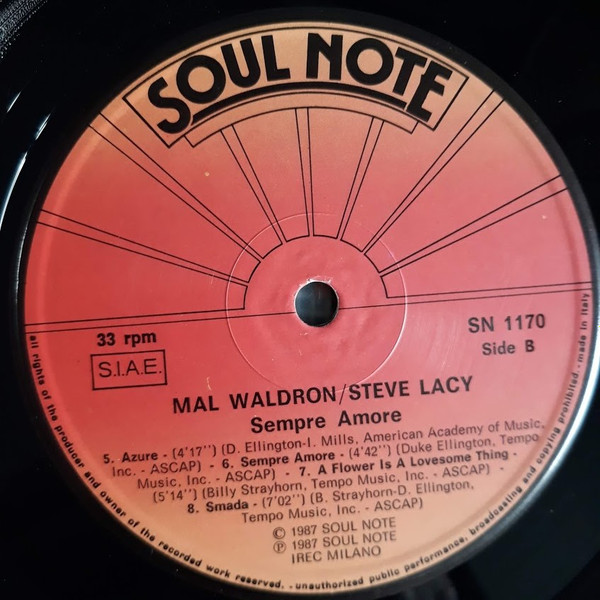 SOUL NOTE
33 rpm
S.I.A.E.
SN 1170
Side B
MAL WALDRON/STEVE LACY
Sempre Amore
5. Azure - (4'17'') (D. Ellington-I. Mills, American Academy of Music,
Inc. - ASCAP) - 6. Sempre Amore - (4'42'') (Duke Ellington, Tempo
Music, Inc. - ASCAP) - 7. A Flower Is A Lovesome Thing -
(5'14'') (Billy Strayhorn, Tempo Music, Inc. - ASCAP) -
8. Smada - (7'02'') (B. Strayhorn-D. Ellington,
Tempo Music, Inc. - ASCAP)
© 1987 SOUL NOTE
℗ 1987 SOUL NOTE
IREC MILANO
all rights of the producer and owner of the recorded work reserved. - unauthorized public performance, broadcasting and copying prohibited. - made in Italy